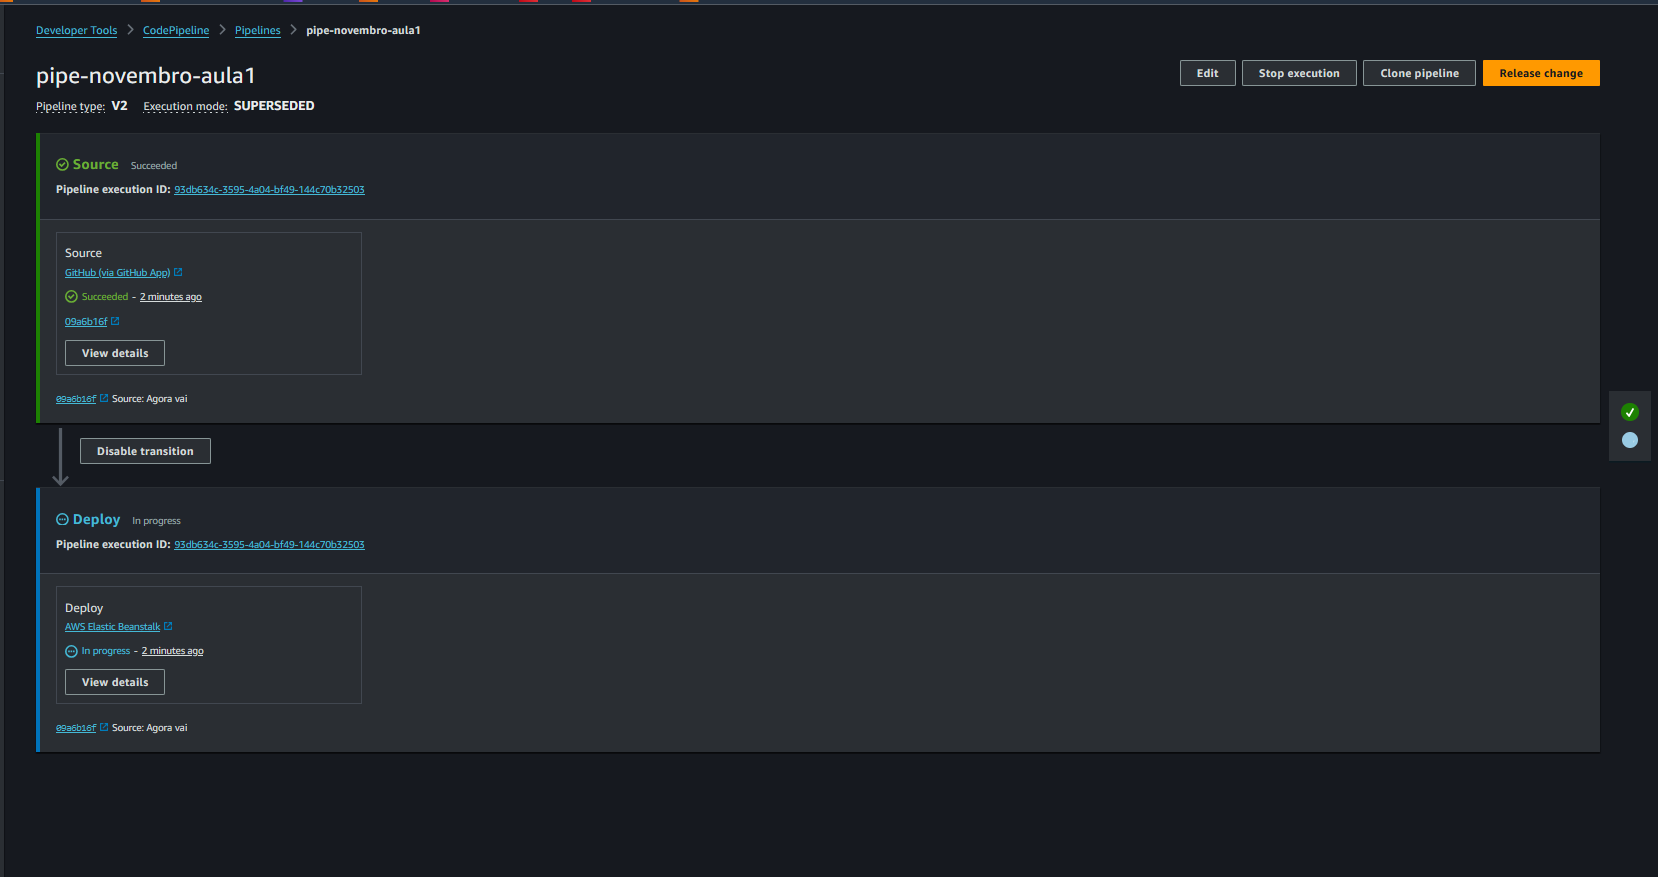 Developer Tools > CodePipeline > Pipelines > pipe-novembro-aula1
pipe-novembro-aula1
Edit
Stop execution
Clone pipeline
Release change
Pipeline type: V2 Execution mode: SUPERSEDED
Source Succeeded
Pipeline execution ID: 93db634c-3595-4a04-bf49-144c70b32503
Source
GitHub (via GitHub App)
Succeeded - 2 minutes ago
09a6b16f
View details
09a6b16f Source: Agora vai
Disable transition
Deploy In progress
Pipeline execution ID: 93db634c-3595-4a04-bf49-144c70b32503
Deploy
AWS Elastic Beanstalk
In progress - 2 minutes ago
View details
09a6b16f Source: Agora vai